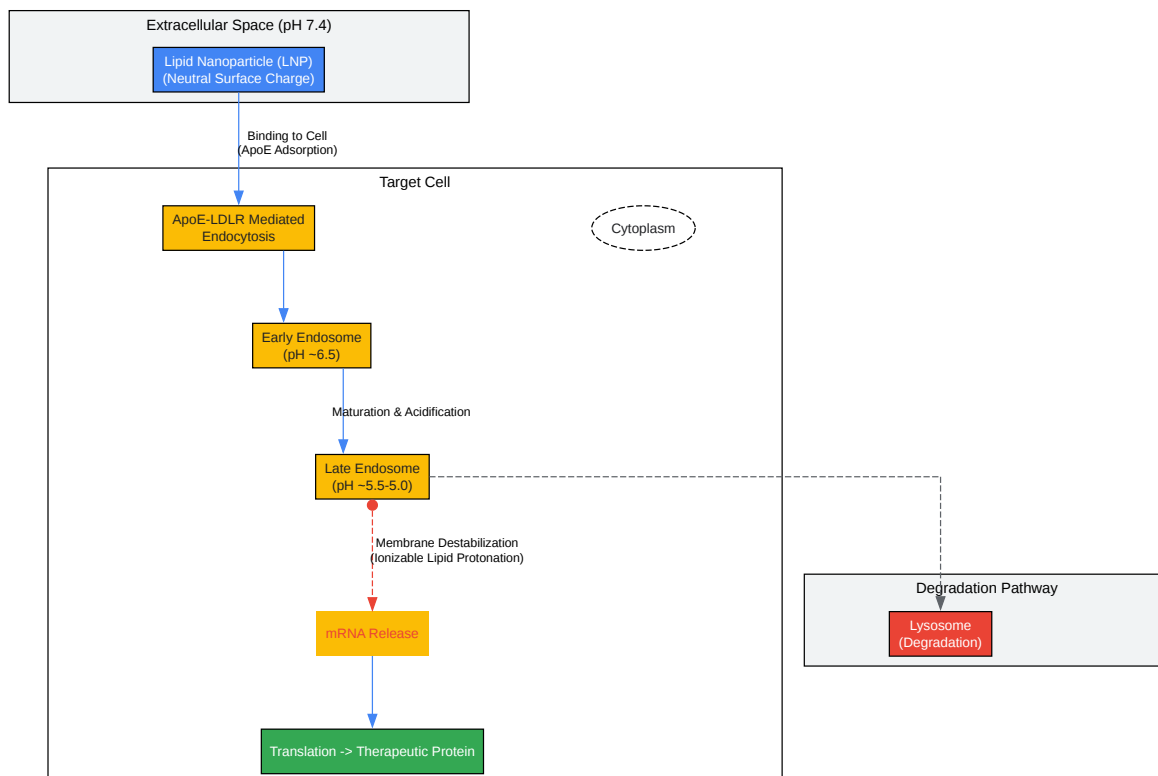 Extracellular Space (pH 7.4)
Lipid Nanoparticle (LNP)
(Neutral Surface Charge)
Binding to Cell
(ApoE Adsorption)
Target Cell
ApoE-LDLR Mediated
Endocytosis
Cytoplasm
Early Endosome
(pH ~6.5)
Maturation & Acidification
Late Endosome
(pH ~5.5-5.0)
Membrane Destabilization
(Ionizable Lipid Protonation)
Degradation Pathway
Lysosome
(Degradation)
mRNA Release
Translation -> Therapeutic Protein